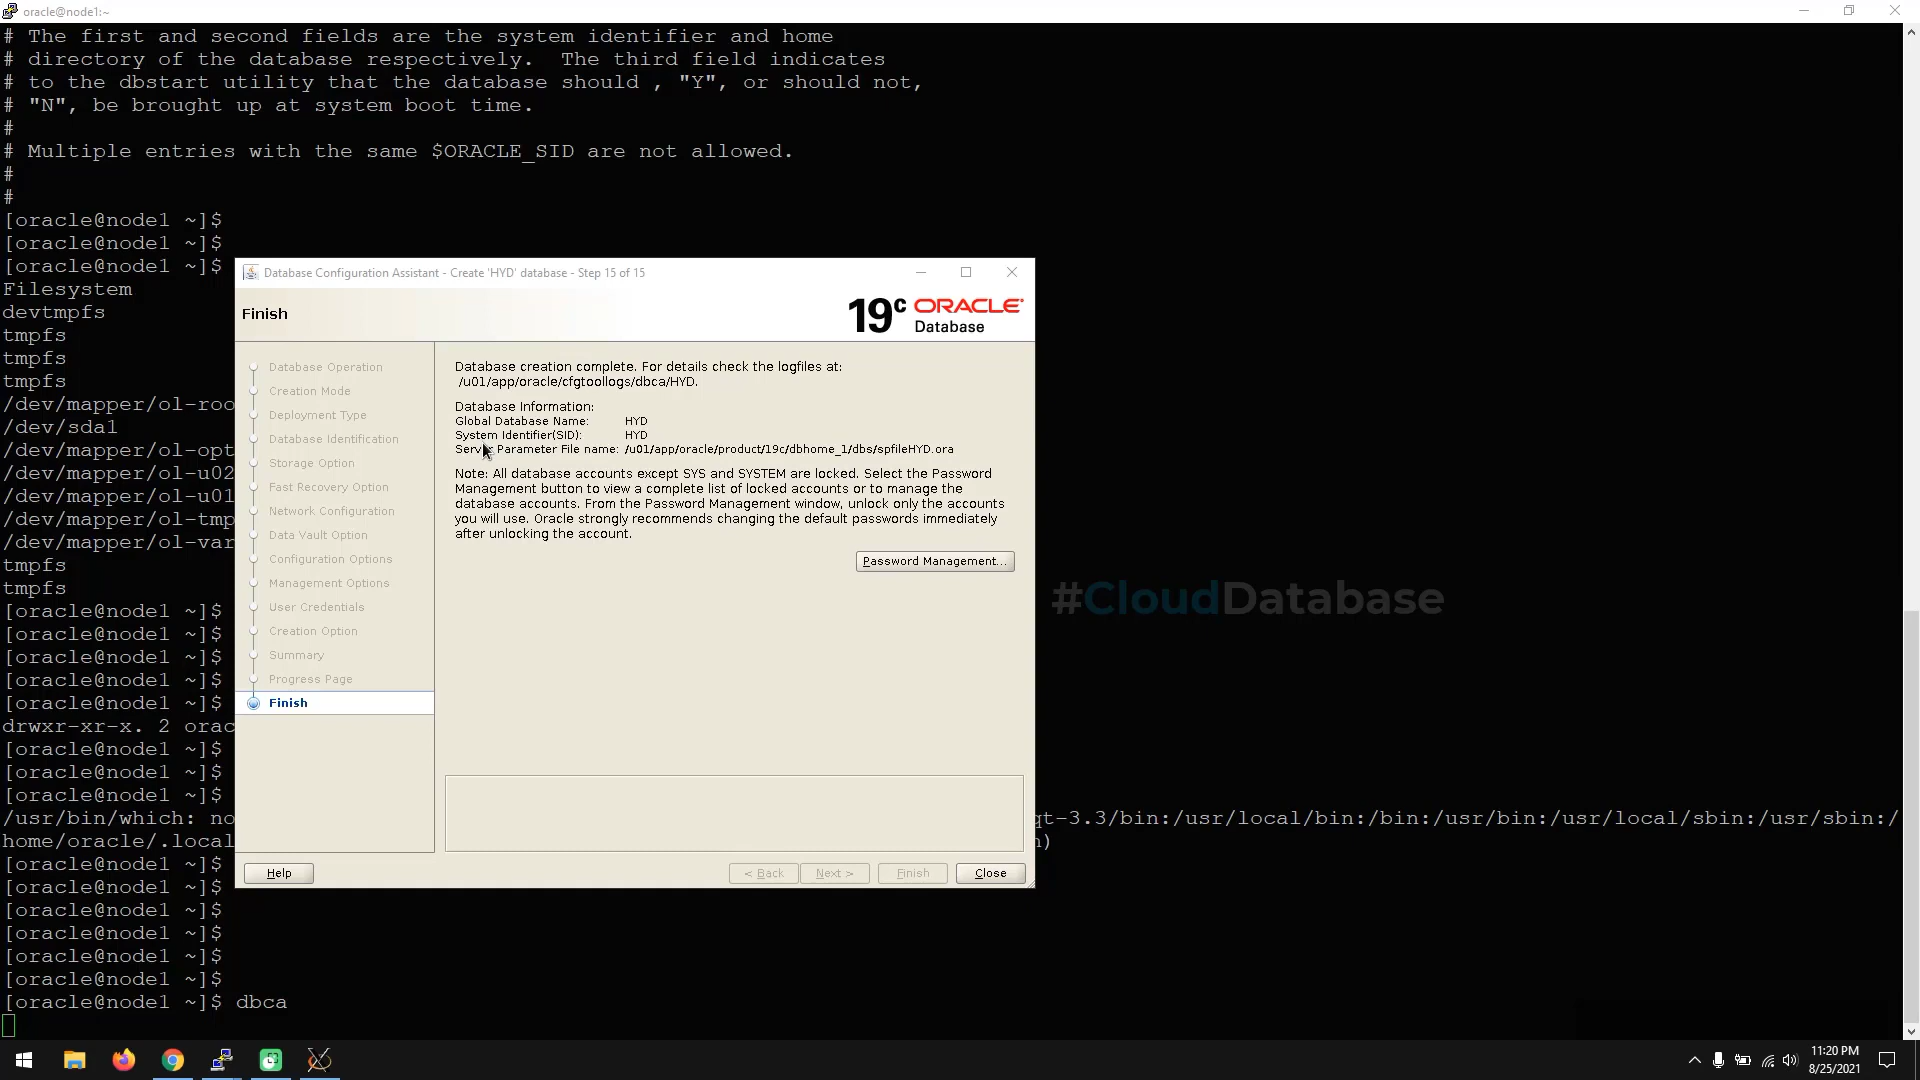 oracle@node1:~
# The first and second fields are the system identifier and home
# directory of the database respectively.  The third field indicates
# to the dbstart utility that the database should , "Y", or should not,
# "N", be brought up at system boot time.
#
# Multiple entries with the same $ORACLE_SID are not allowed.
#
#
[oracle@node1 ~]$
[oracle@node1 ~]$
[oracle@node1 ~]$
Filesystem
devtmpfs
tmpfs
tmpfs
tmpfs
/dev/mapper/ol-roo
/dev/sda1
/dev/mapper/ol-opt
/dev/mapper/ol-u02
/dev/mapper/ol-u01
/dev/mapper/ol-tmp
/dev/mapper/ol-var
tmpfs
tmpfs
[oracle@node1 ~]$
[oracle@node1 ~]$
[oracle@node1 ~]$
[oracle@node1 ~]$
[oracle@node1 ~]$
drwxr-xr-x. 2 orac
[oracle@node1 ~]$
[oracle@node1 ~]$
[oracle@node1 ~]$
/usr/bin/which: no
qt-3.3/bin:/usr/local/bin:/bin:/usr/bin:/usr/local/sbin:/usr/sbin:/
home/oracle/.local
)
[oracle@node1 ~]$
[oracle@node1 ~]$
[oracle@node1 ~]$
[oracle@node1 ~]$
[oracle@node1 ~]$
[oracle@node1 ~]$
[oracle@node1 ~]$ dbca
Database Configuration Assistant - Create 'HYD' database - Step 15 of 15
Finish
19c ORACLE
Database
Database Operation
Creation Mode
Deployment Type
Database Identification
Storage Option
Fast Recovery Option
Network Configuration
Data Vault Option
Configuration Options
Management Options
User Credentials
Creation Option
Summary
Progress Page
Finish
Database creation complete. For details check the logfiles at:
/u01/app/oracle/cfgtoollogs/dbca/HYD.
Database Information:
Global Database Name: HYD
System Identifier(SID): HYD
Server Parameter File name: /u01/app/oracle/product/19c/dbhome_1/dbs/spfileHYD.ora
Note: All database accounts except SYS and SYSTEM are locked. Select the Password
Management button to view a complete list of locked accounts or to manage the
database accounts. From the Password Management window, unlock only the accounts
you will use. Oracle strongly recommends changing the default passwords immediately
after unlocking the account.
Password Management...
Help
< Back
Next >
Finish
Close
#CloudDatabase
11:20 PM
8/25/2021